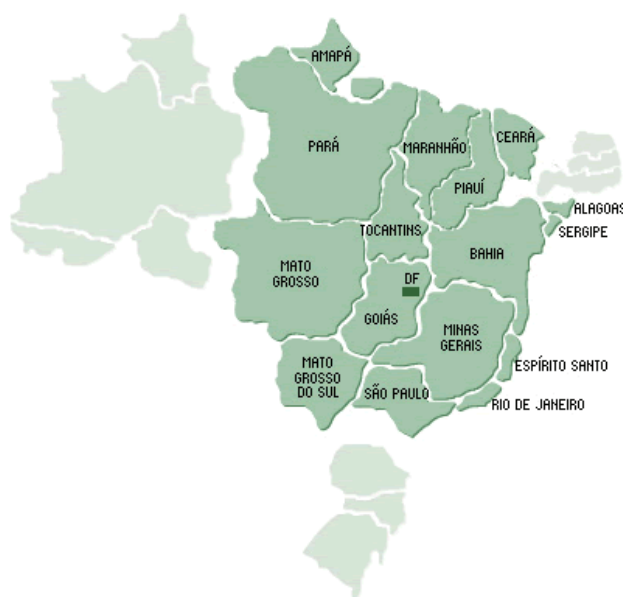 AMAPÁ
PARÁ
MARANHÃO
CEARÁ
PIAUÍ
ALAGOAS
SERGIPE
TOCANTINS
BAHIA
MATO
GROSSO
DF
GOIÁS
MINAS
GERAIS
MATO
GROSSO
DO SUL
SÃO PAULO
ESPÍRITO SANTO
RIO DE JANEIRO